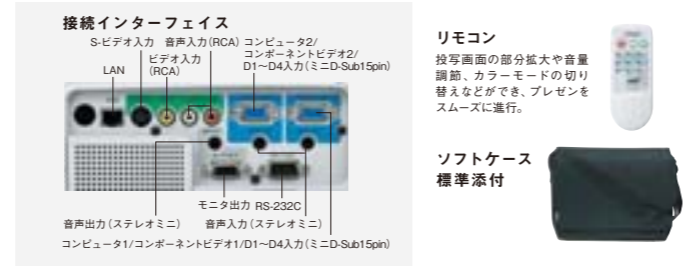 接続インターフェイス
S-ビデオ入力
音声入力(RCA)
コンピュータ2/
コンポーネントビデオ2/
D1~D4入力(ミニD-Sub15pin)
ビデオ入力
(RCA)
LAN
モニタ出力
RS-232C
音声出力(ステレオミニ)
音声入力(ステレオミニ)
コンピュータ1/コンポーネントビデオ1/D1~D4入力(ミニD-Sub15pin)
リモコン
投写画面の部分拡大や音量
調節、カラーモードの切り
替えなどができ、プレゼンを
スムーズに進行。
ソフトケース
標準添付